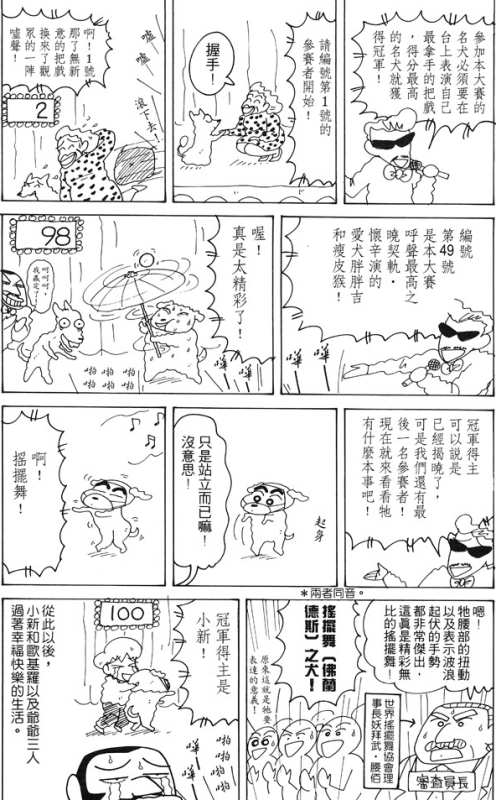 參加本大賽的
名犬必須要在
台上表演自己
最拿手的把戲
，得分最高
的名犬就獲
得冠軍！
請編號第1號的
參賽者開始！
握手！
啊！1號
那了無新
意的把戲
換來了觀
眾的一陣
噓聲！
噓
噓
滾下去！
2
編號
第49號
是本大賽
呼聲最高之
曉契軌．
懷辛演的
愛犬胖胖吉
和瘦皮猴！
喔！
真是太精彩了！
98
呵呵呵，
我贏定了！
啪啪
啪啪
啪啪
嘩
嘩
冠軍得主
可以說是
已經揭曉了，
可是我們還有最
後一名參賽者！
現在就來看看牠
有什麼本事吧！
起身
只是站立而已嘛！
沒意思！
啊！
搖擺舞！
＊兩者同音。
嗯！
牠腰部的扭動
以及表示波浪
起伏的手勢
都非常傑出，
這真是精彩無
比的搖擺舞！
世界搖擺舞協會理
事長妖拜武．腰佰
審查員長
搖擺舞（佛蘭
德斯）之犬！
原來這就是牠要
表達的意義！
冠軍得主是
小新！
100
啪啪
啪啪
嘩
嘩
從此以後，
小新和歐基羅以及爺爺三人
過著幸福快樂的生活。